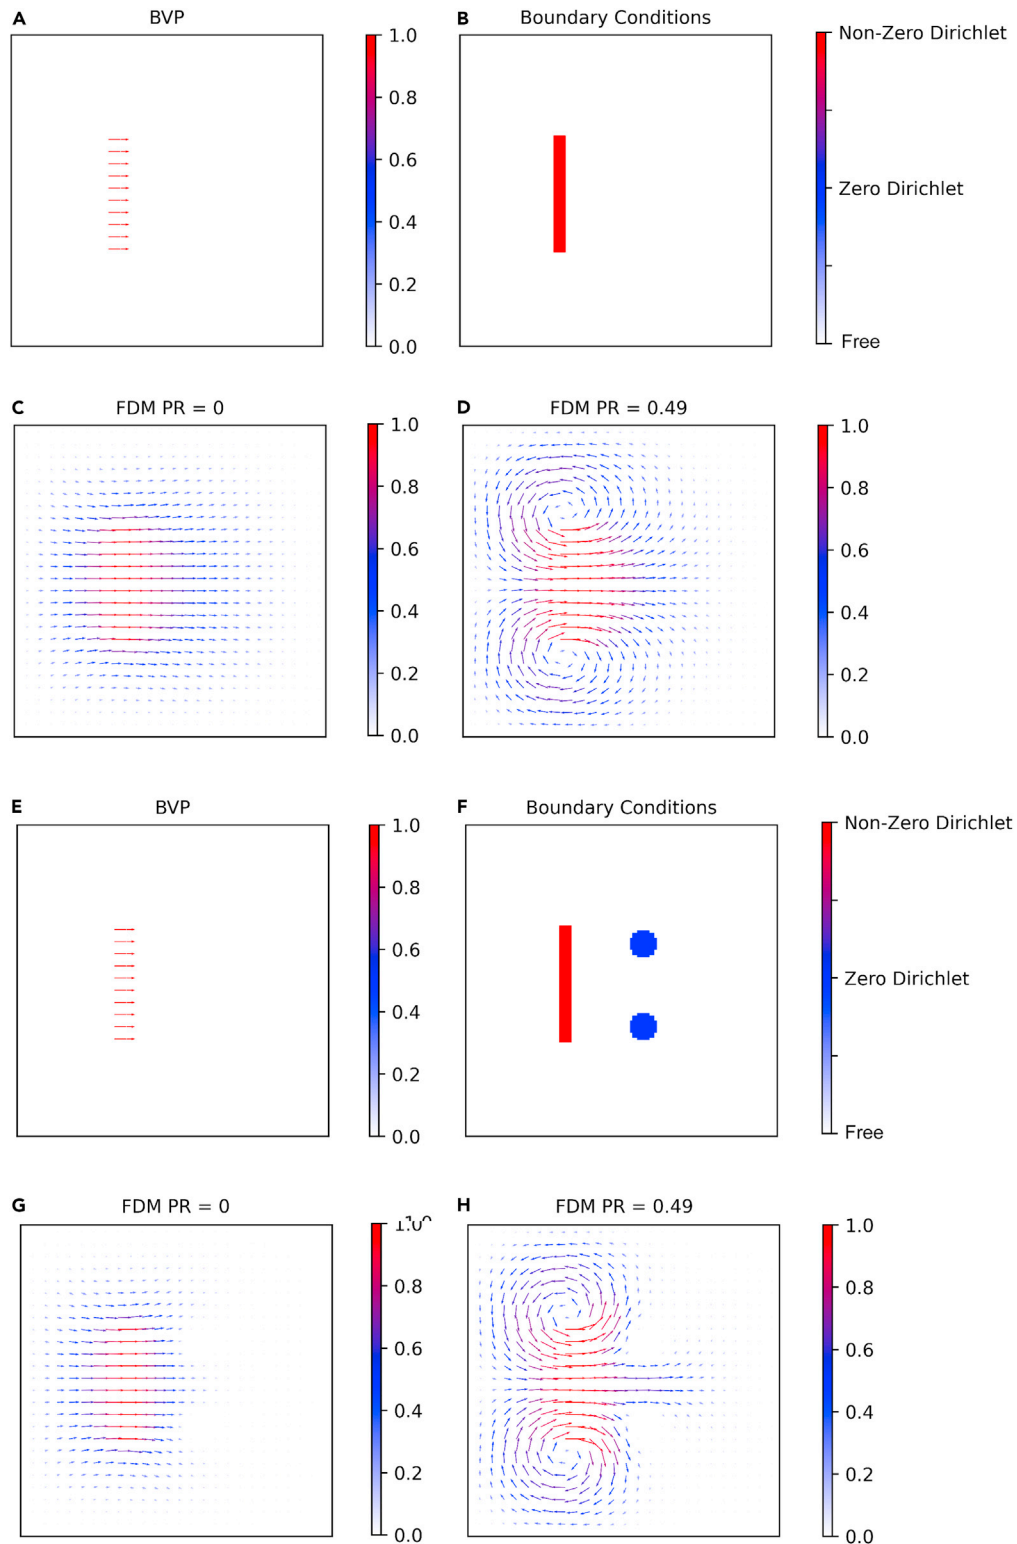 A BVP
1.0
0.8
0.6
0.4
0.2
0.0
B Boundary Conditions
Non-Zero Dirichlet
Zero Dirichlet
Free
C FDM PR = 0
1.0
0.8
0.6
0.4
0.2
0.0
D FDM PR = 0.49
1.0
0.8
0.6
0.4
0.2
0.0
E BVP
1.0
0.8
0.6
0.4
0.2
0.0
F Boundary Conditions
Non-Zero Dirichlet
Zero Dirichlet
Free
G FDM PR = 0
0.8
0.6
0.4
0.2
0.0
H FDM PR = 0.49
1.0
0.8
0.6
0.4
0.2
0.0